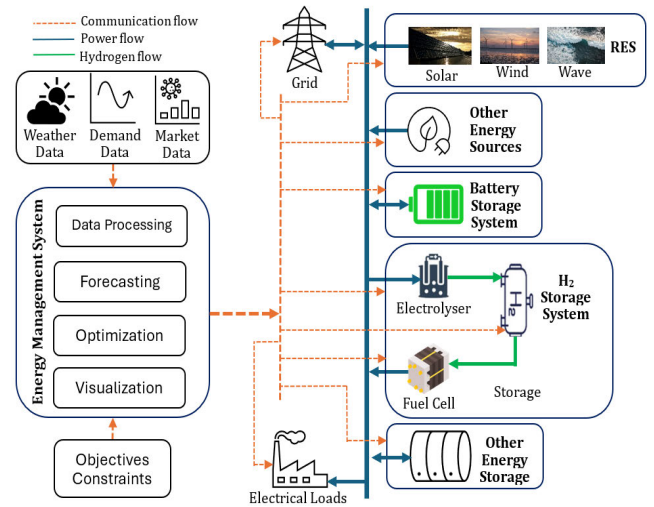 Communication flow
Power flow
Hydrogen flow
Weather
Data
Demand
Data
Market
Data
Energy Management System
Data Processing
Forecasting
Optimization
Visualization
Objectives
Constraints
Grid
Solar
Wind
Wave
RES
Other
Energy
Sources
Battery
Storage
System
Electrolyser
H₂
H₂
Storage
System
Fuel Cell
Storage
Other
Energy
Storage
Electrical Loads